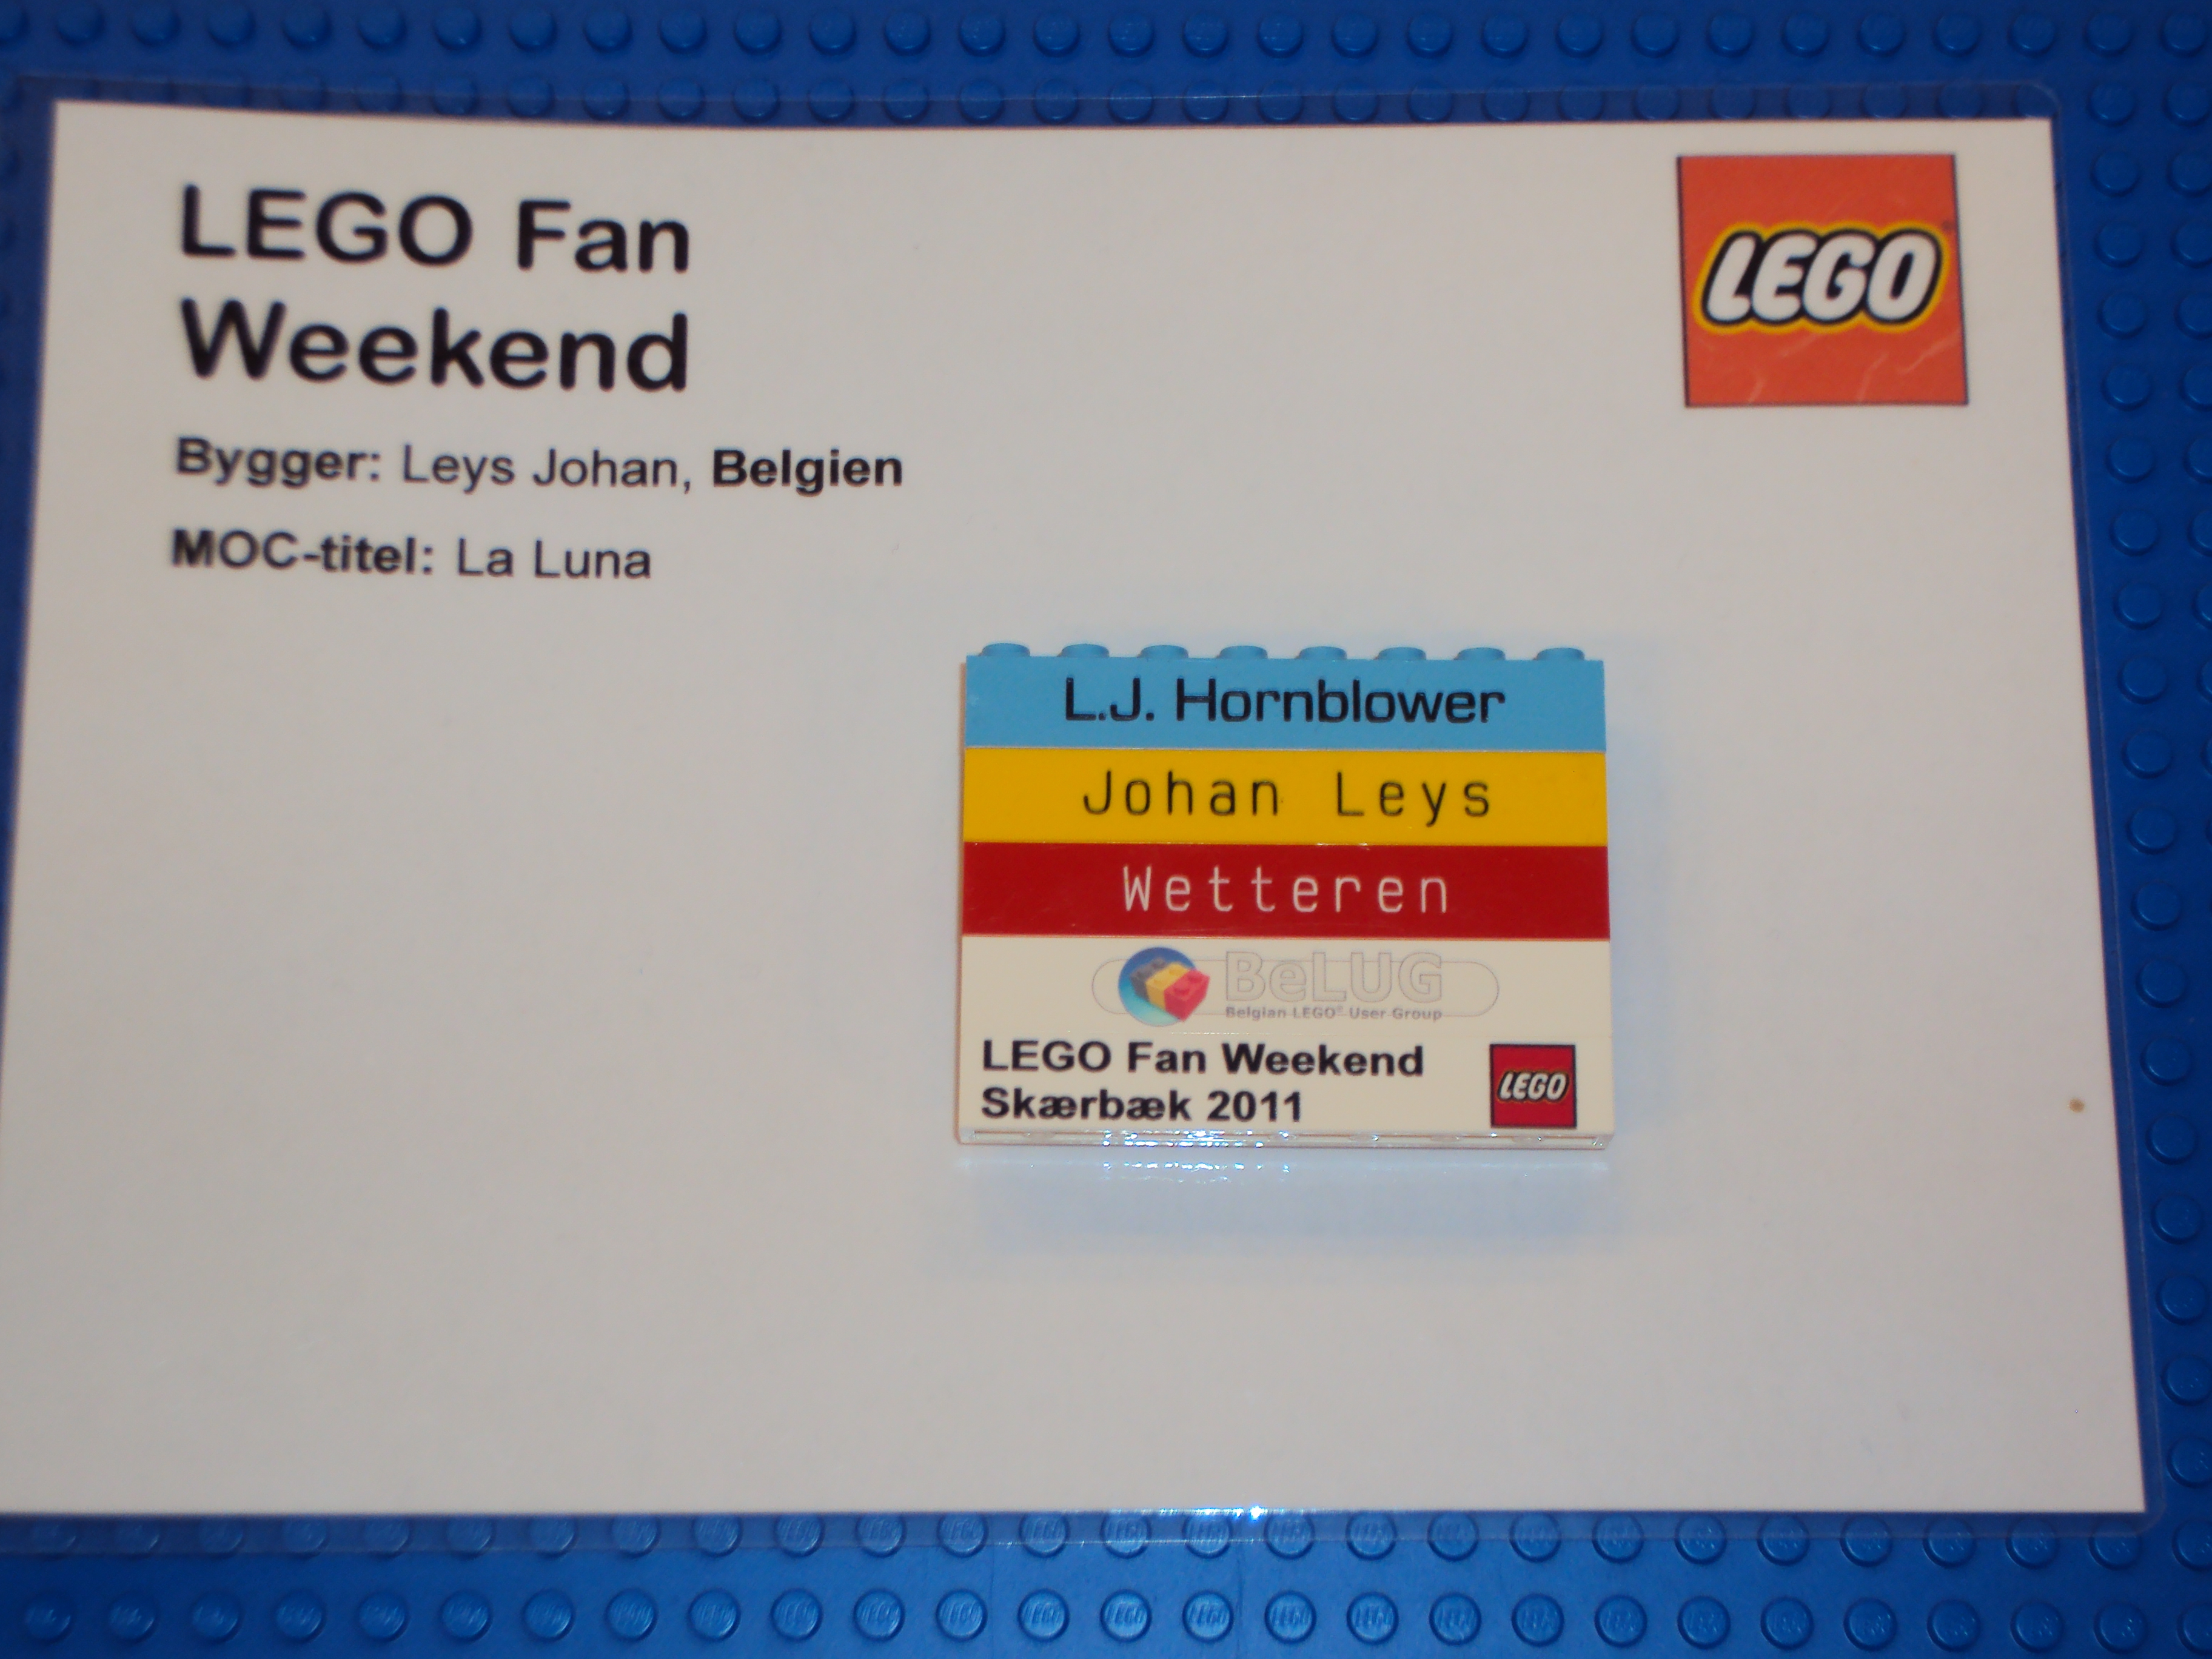 LEGO Fan
Weekend
LEGO
Bygger: Leys Johan, Belgien
MOC-titel: La Luna
L.J. Hornblower
Johan Leys
Wetteren
BeLUG
Belgian LEGO® User Group
LEGO Fan Weekend
Skærbæk 2011
LEGO